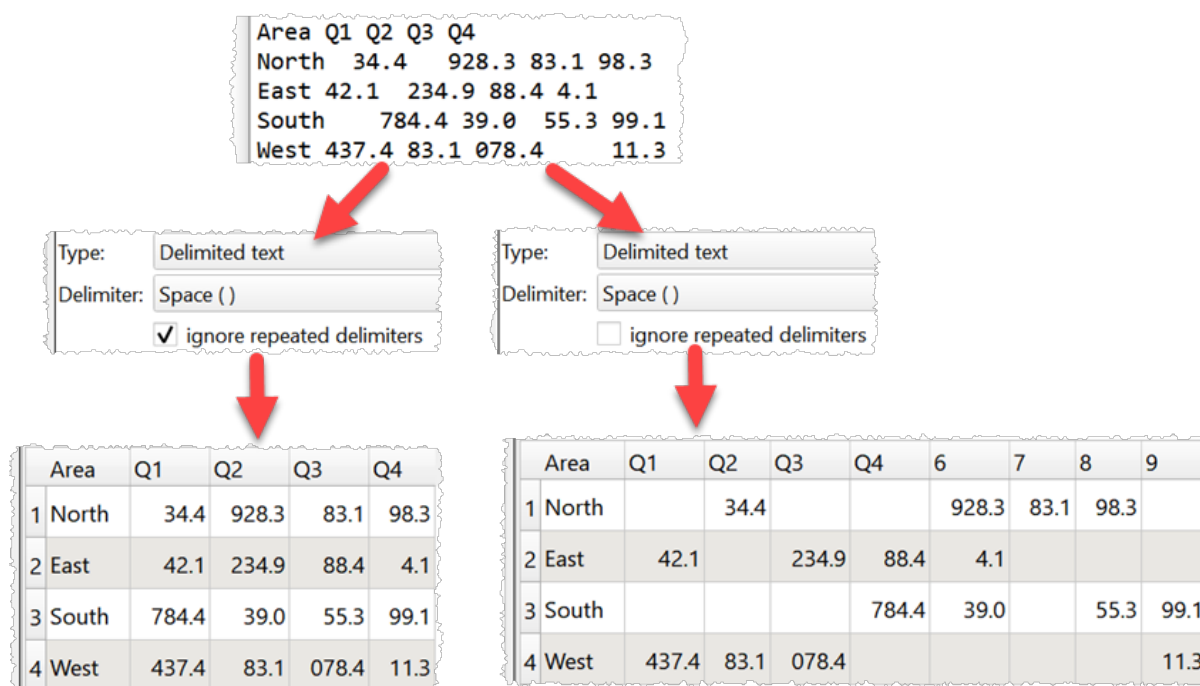 Area Q1 Q2 Q3 Q4
North  34.4   928.3 83.1 98.3
East 42.1  234.9 88.4 4.1
South    784.4 39.0  55.3 99.1
West 437.4 83.1 078.4     11.3
Type: Delimited text
Delimiter: Space ( )
ignore repeated delimiters
Type: Delimited text
Delimiter: Space ( )
ignore repeated delimiters
Area Q1 Q2 Q3 Q4
1 North 34.4 928.3 83.1 98.3
2 East 42.1 234.9 88.4 4.1
3 South 784.4 39.0 55.3 99.1
4 West 437.4 83.1 078.4 11.3
Area Q1 Q2 Q3 Q4 6 7 8 9
1 North 34.4 928.3 83.1 98.3
2 East 42.1 234.9 88.4 4.1
3 South 784.4 39.0 55.3 99.1
4 West 437.4 83.1 078.4 11.3